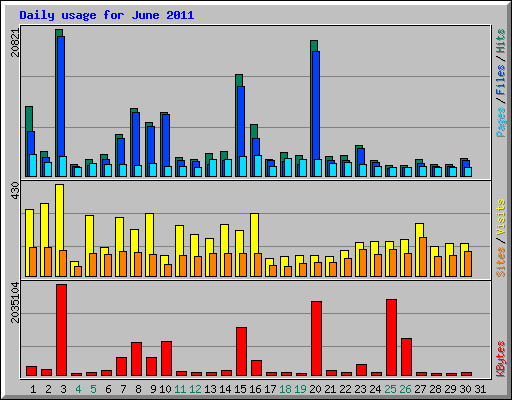 Daily usage for June 2011
20821
Pages / Files / Hits
430
Sites / Visits
2035104
KBytes
1 2 3 4 5 6 7 8 9 10 11 12 13 14 15 16 17 18 19 20 21 22 23 24 25 26 27 28 29 30 31